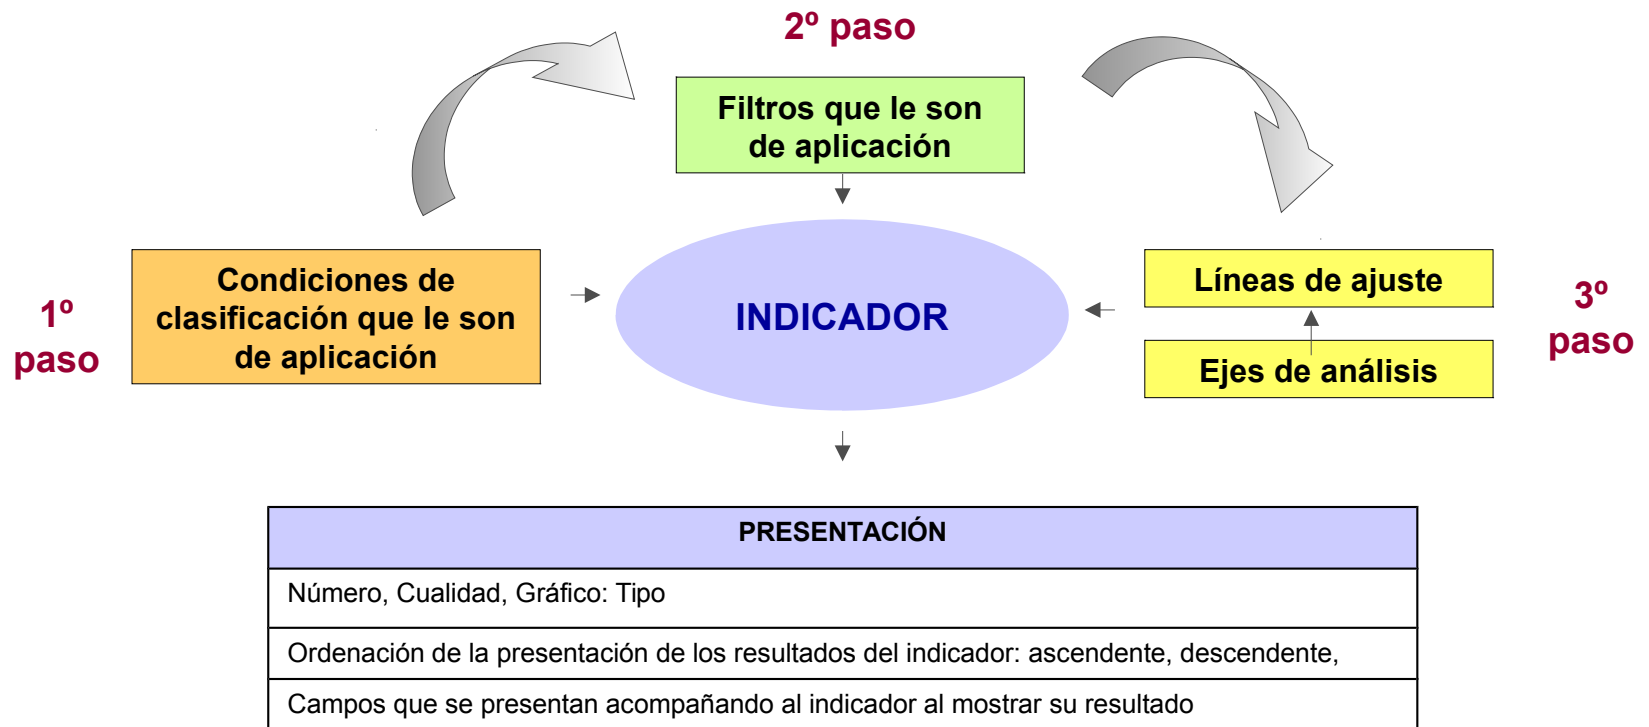 2º paso
Filtros que le son
de aplicación
1º
paso
Condiciones de
clasificación que le son
de aplicación
INDICADOR
Líneas de ajuste
Ejes de análisis
3º
paso
PRESENTACIÓN
Número, Cualidad, Gráfico: Tipo
Ordenación de la presentación de los resultados del indicador: ascendente, descendente,
Campos que se presentan acompañando al indicador al mostrar su resultado